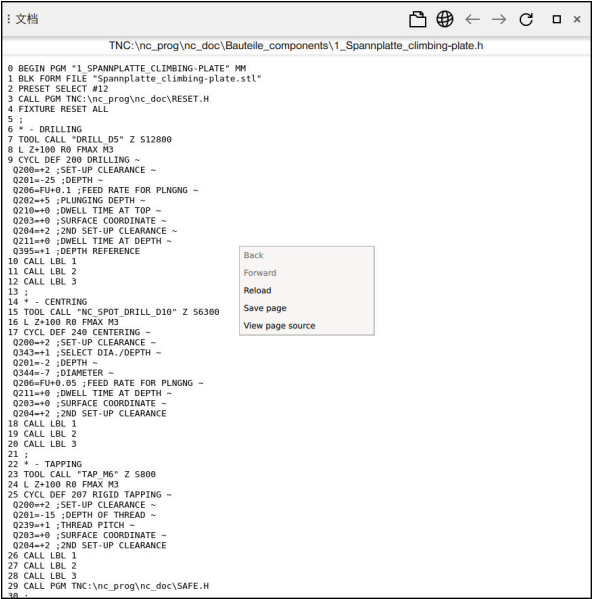 文档
TNC:\nc_prog\nc_doc\Bauteile_components\1_Spannplatte_climbing-plate.h
0 BEGIN PGM "1_SPANNPLATTE_CLIMBING-PLATE" MM
1 BLK FORM FILE "Spannplatte_climbing-plate.stl"
2 PRESET SELECT #12
3 CALL PGM TNC:\nc_prog\nc_doc\RESET.H
4 FIXTURE RESET ALL
5 ;
6 * - DRILLING
7 TOOL CALL "DRILL_D5" Z S12800
8 L Z+100 R0 FMAX M3
9 CYCL DEF 200 DRILLING ~
Q200=+2 ;SET-UP CLEARANCE ~
Q201=-25 ;DEPTH ~
Q206=FU+0.1 ;FEED RATE FOR PLNGNG ~
Q202=+5 ;PLUNGING DEPTH ~
Q210=+0 ;DWELL TIME AT TOP ~
Q203=+0 ;SURFACE COORDINATE ~
Q204=+2 ;2ND SET-UP CLEARANCE ~
Q211=+0 ;DWELL TIME AT DEPTH ~
Q395=+1 ;DEPTH REFERENCE
10 CALL LBL 1
11 CALL LBL 2
12 CALL LBL 3
13 ;
14 * - CENTRING
15 TOOL CALL "NC_SPOT_DRILL_D10" Z S6300
16 L Z+100 R0 FMAX M3
17 CYCL DEF 240 CENTERING ~
Q200=+2 ;SET-UP CLEARANCE ~
Q343=+1 ;SELECT DIA./DEPTH ~
Q201=-2 ;DEPTH ~
Q344=-7 ;DIAMETER ~
Q206=FU+0.05 ;FEED RATE FOR PLNGNG ~
Q211=+0 ;DWELL TIME AT DEPTH ~
Q203=+0 ;SURFACE COORDINATE ~
Q204=+2 ;2ND SET-UP CLEARANCE
18 CALL LBL 1
19 CALL LBL 2
20 CALL LBL 3
21 ;
22 * - TAPPING
23 TOOL CALL "TAP_M6" Z S800
24 L Z+100 R0 FMAX M3
25 CYCL DEF 207 RIGID TAPPING ~
Q200=+2 ;SET-UP CLEARANCE ~
Q201=-15 ;DEPTH OF THREAD ~
Q239=+1 ;THREAD PITCH ~
Q203=+0 ;SURFACE COORDINATE ~
Q204=+2 ;2ND SET-UP CLEARANCE
26 CALL LBL 1
27 CALL LBL 2
28 CALL LBL 3
29 CALL PGM TNC:\nc_prog\nc_doc\SAFE.H
30 ;
Back
Forward
Reload
Save page
View page source